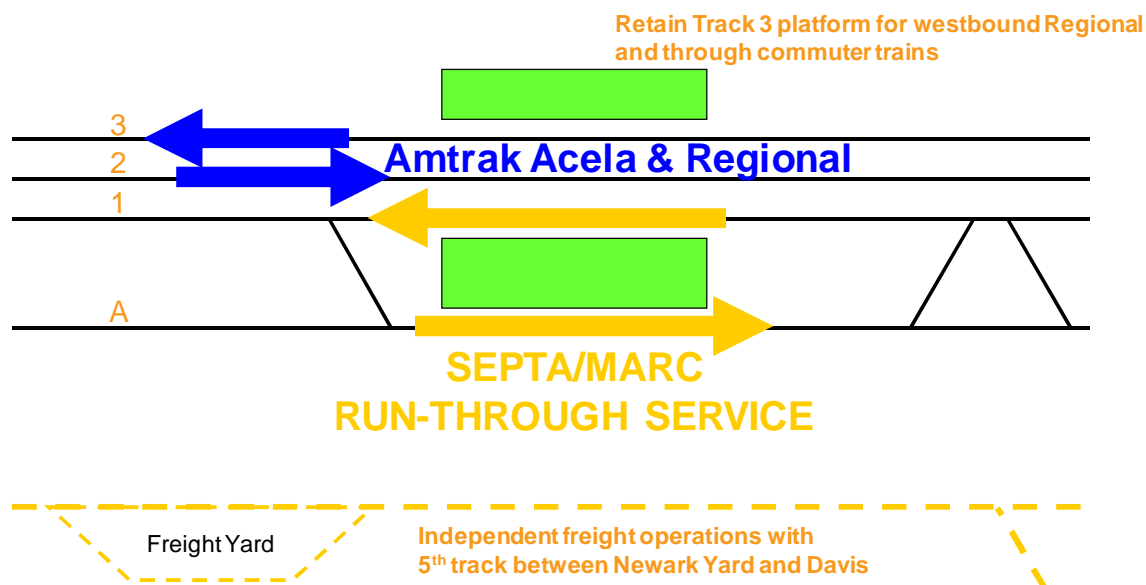 Retain Track 3 platform for westbound Regional
and through commuter trains
3
Amtrak Acela & Regional
2
1
A
SEPTA/MARC
RUN-THROUGH SERVICE
Freight Yard
Independent freight operations with
5th track between Newark Yard and Davis